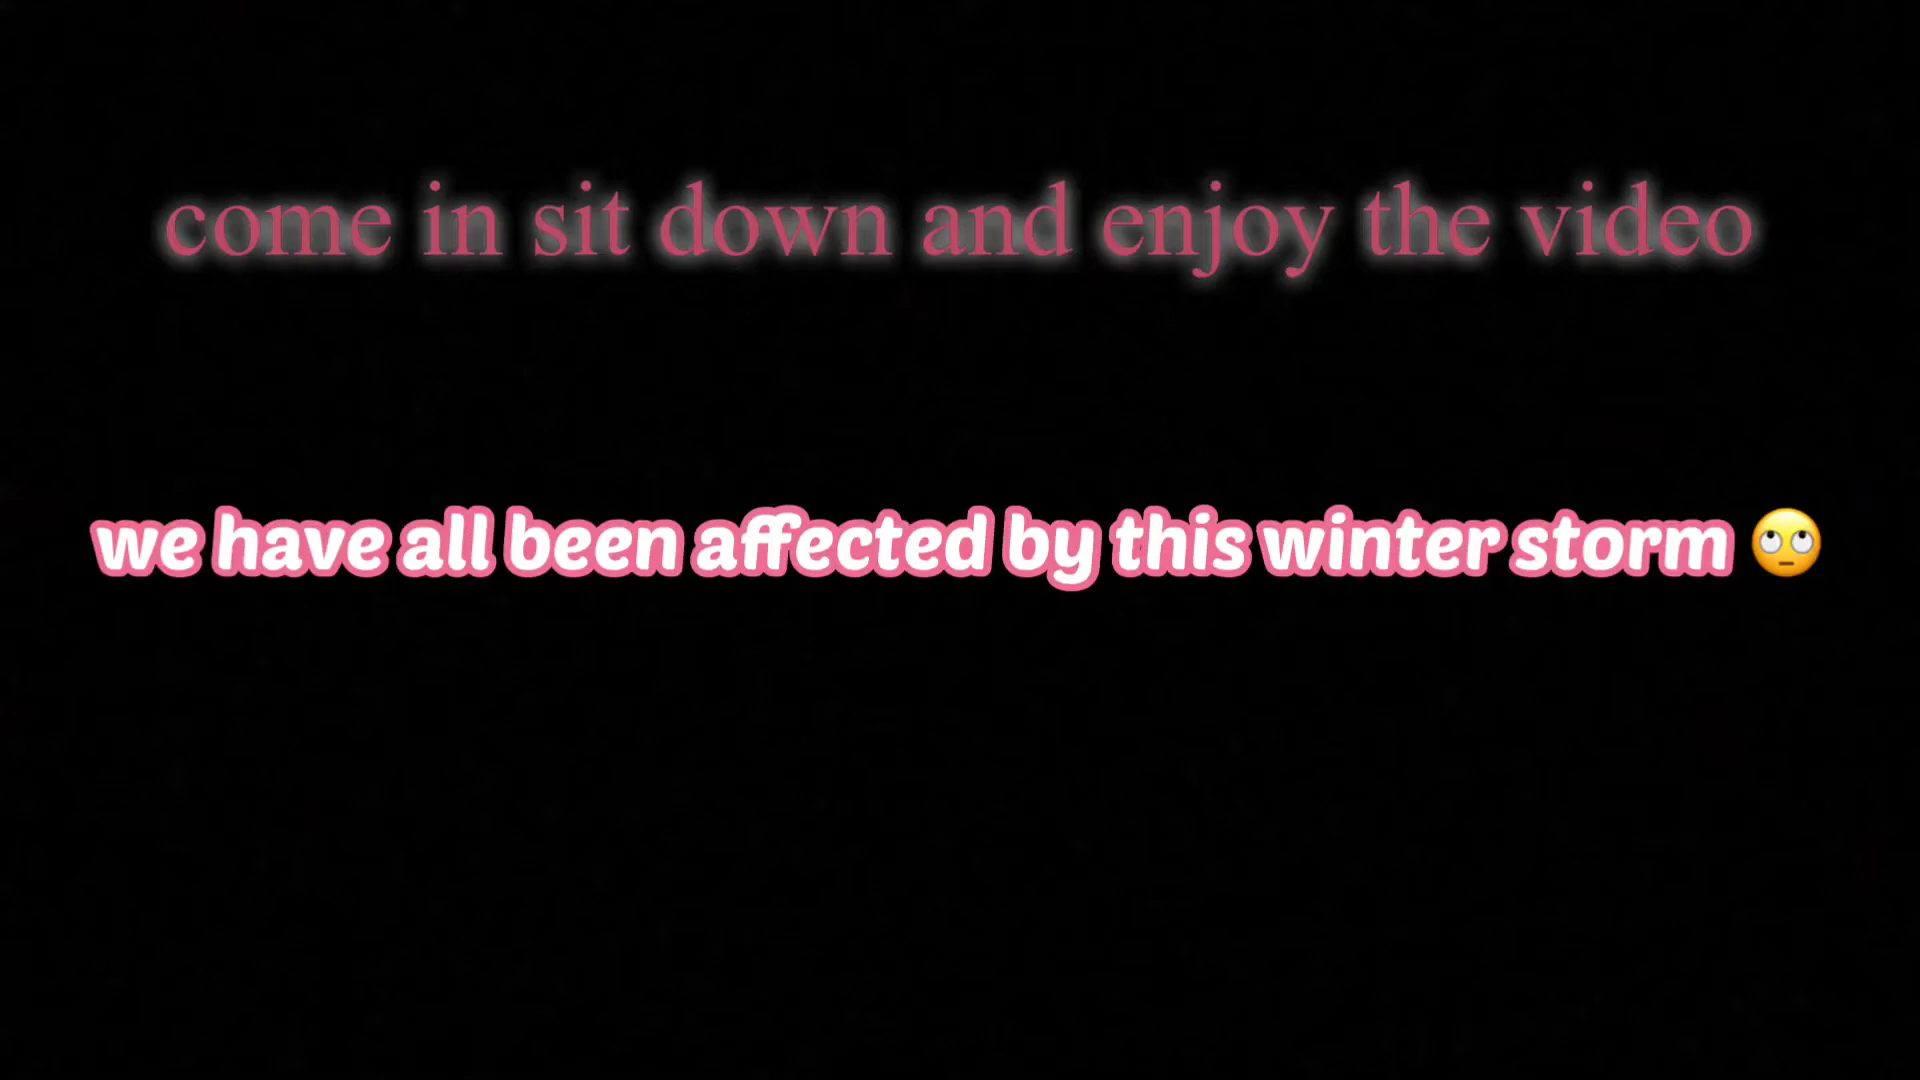 come in sit down and enjoy the video
we have all been affected by this winter storm 🙄